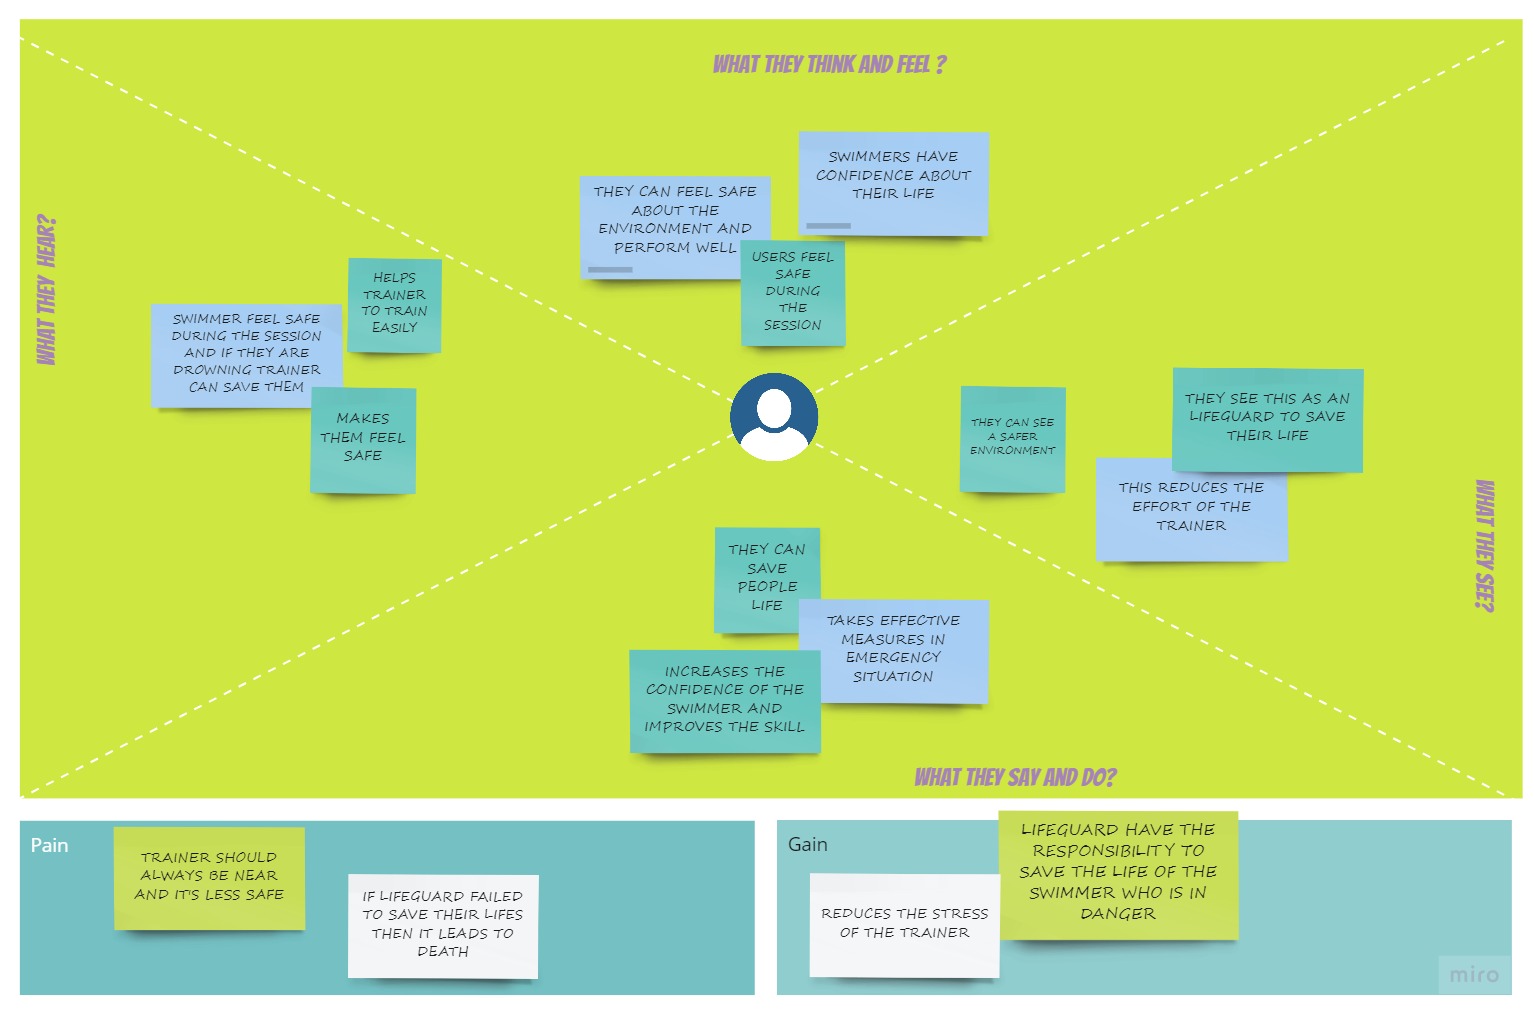 WHAT THEY THINK AND FEEL ?
SWIMMERS HAVE
CONFIDENCE ABOUT
THEIR LIFE
THEY CAN FEEL SAFE
ABOUT THE
ENVIRONMENT AND
PERFORM WELL
USERS FEEL
SAFE
DURING
THE
SESSION
WHAT THEY HEAR?
HELPS
TRAINER
TO TRAIN
EASILY
SWIMMER FEEL SAFE
DURING THE SESSION
AND IF THEY ARE
DROWNING TRAINER
CAN SAVE THEM
MAKES
THEM FEEL
SAFE
THEY CAN SEE
A SAFER
ENVIRONMENT
THEY SEE THIS AS AN
LIFEGUARD TO SAVE
THEIR LIFE
THIS REDUCES THE
EFFORT OF THE
TRAINER
WHAT THEY SEE?
THEY CAN
SAVE
PEOPLE
LIFE
TAKES EFFECTIVE
MEASURES IN
EMERGENCY
SITUATION
INCREASES THE
CONFIDENCE OF THE
SWIMMER AND
IMPROVES THE SKILL
WHAT THEY SAY AND DO?
Pain
TRAINER SHOULD
ALWAYS BE NEAR
AND IT'S LESS SAFE
IF LIFEGUARD FAILED
TO SAVE THEIR LIFES
THEN IT LEADS TO
DEATH
Gain
REDUCES THE STRESS
OF THE TRAINER
LIFEGUARD HAVE THE
RESPONSIBILITY TO
SAVE THE LIFE OF THE
SWIMMER WHO IS IN
DANGER
miro